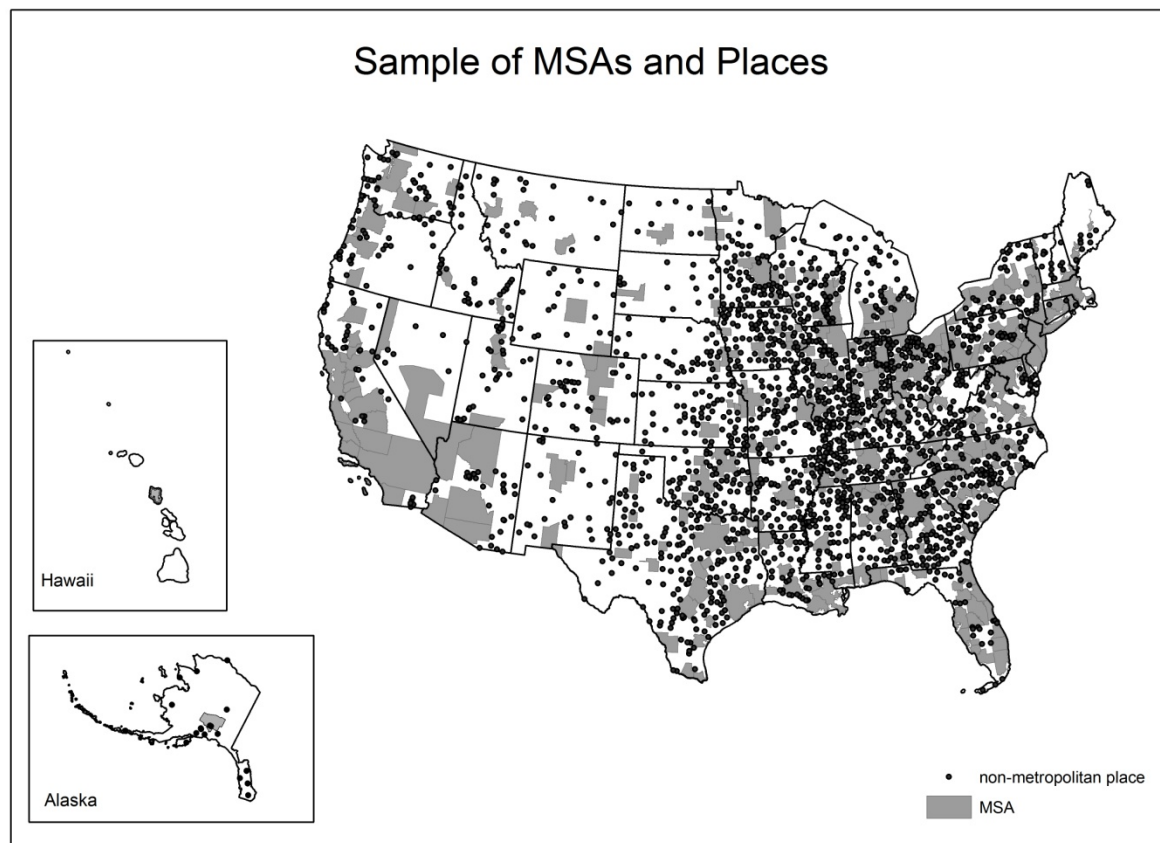 Sample of MSAs and Places
Hawaii
Alaska
non-metropolitan place
MSA